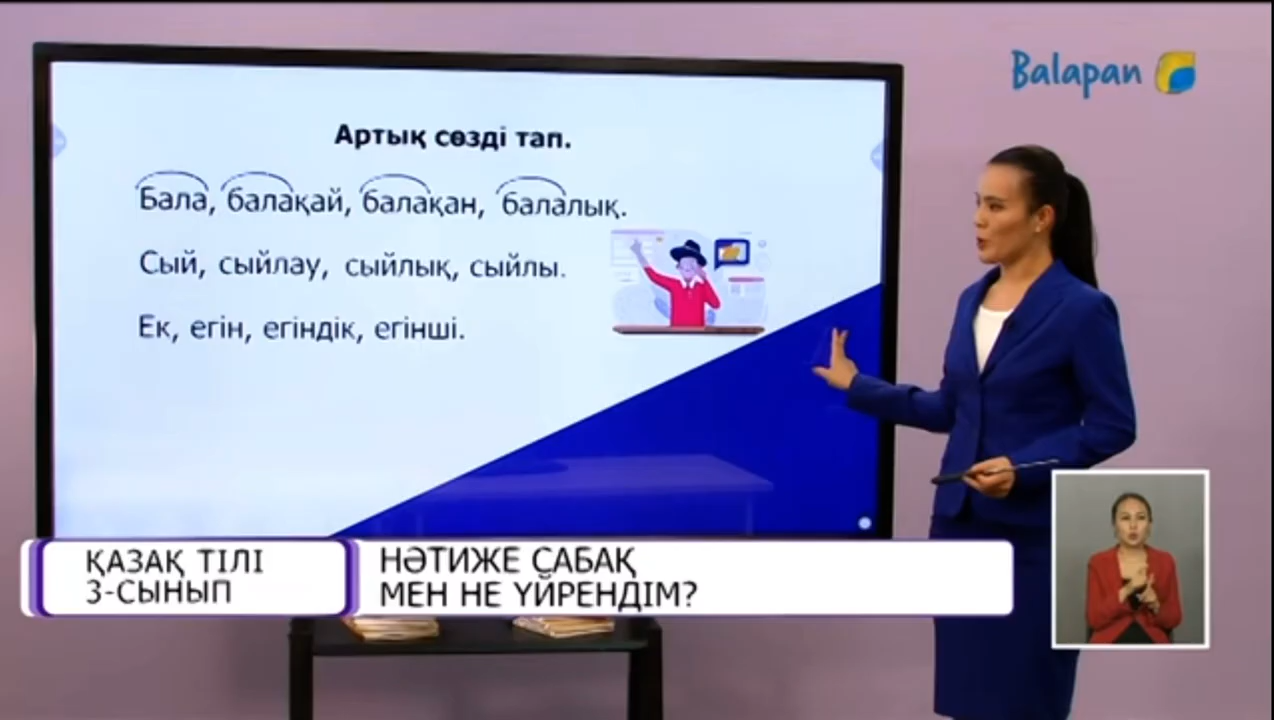 Balapan
Артық сөзді тап.
Бала, балақай, балақан, балалық.
Сый, сыйлау, сыйлық, сыйлы.
Ек, егін, егіндік, егінші.
ҚАЗАҚ ТІЛІ
3-СЫНЫП
НӘТИЖЕ САБАҚ
МЕН НЕ ҮЙРЕНДІМ?